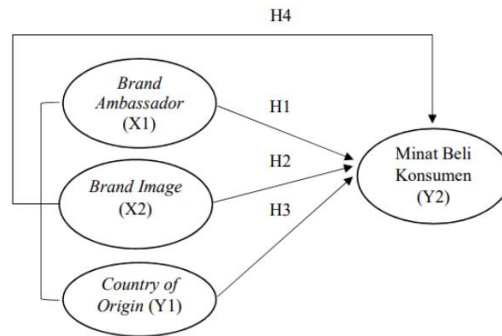 H4
Brand
Ambassador
(X1)
H1
Brand Image
(X2)
H2
Country of
Origin (Y1)
H3
Minat Beli
Konsumen
(Y2)